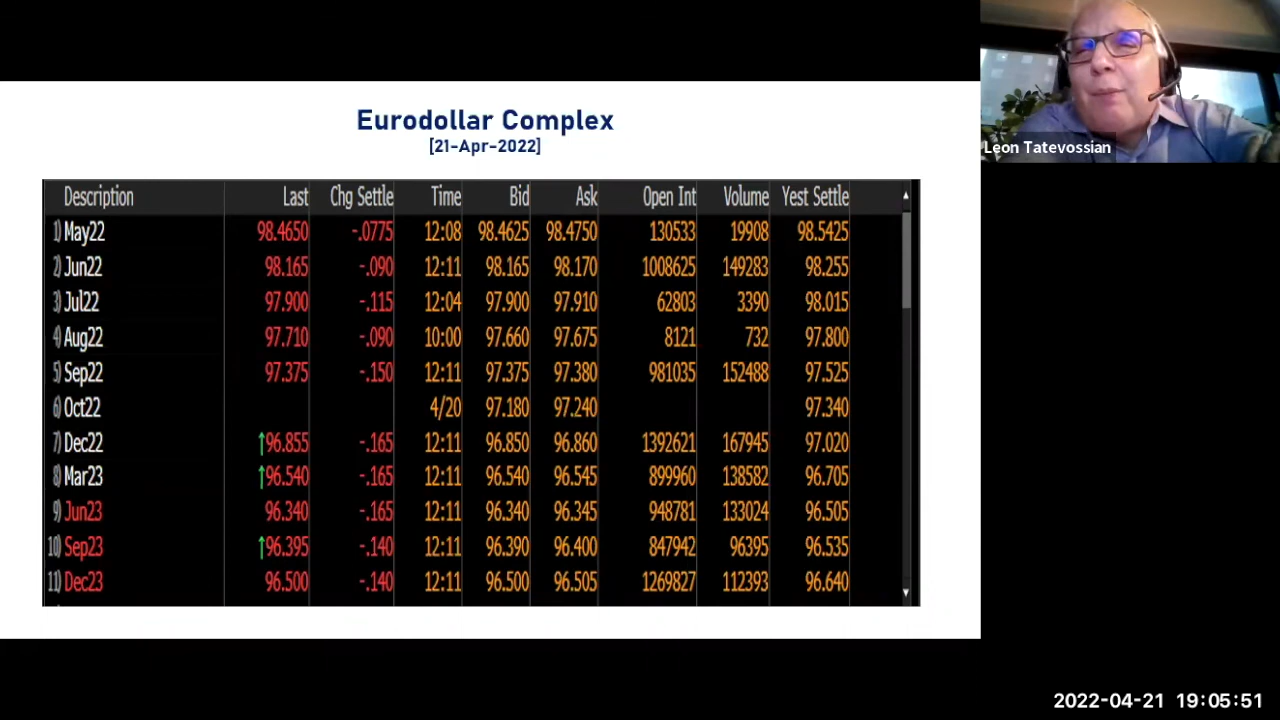 Eurodollar Complex
[21-Apr-2022]
Description Last Chg Settle Time Bid Ask Open Int Volume Yest Settle
1) May22 98.4650 -.0775 12:08 98.4625 98.4750 130533 19908 98.5425
2) Jun22 98.165 -.090 12:11 98.165 98.170 1008625 149283 98.255
3) Jul22 97.900 -.115 12:04 97.900 97.910 62803 3390 98.015
4) Aug22 97.710 -.090 10:00 97.660 97.675 8121 732 97.800
5) Sep22 97.375 -.150 12:11 97.375 97.380 981035 152488 97.525
6) Oct22 4/20 97.180 97.240 97.340
7) Dec22 ↑96.855 -.165 12:11 96.850 96.860 1392621 167945 97.020
8) Mar23 ↑96.540 -.165 12:11 96.540 96.545 899960 138582 96.705
9) Jun23 96.340 -.165 12:11 96.340 96.345 948781 133024 96.505
10) Sep23 ↑96.395 -.140 12:11 96.390 96.400 847942 96395 96.535
11) Dec23 96.500 -.140 12:11 96.500 96.505 1269827 112393 96.640
Leon Tatevossian
2022-04-21 19:05:51